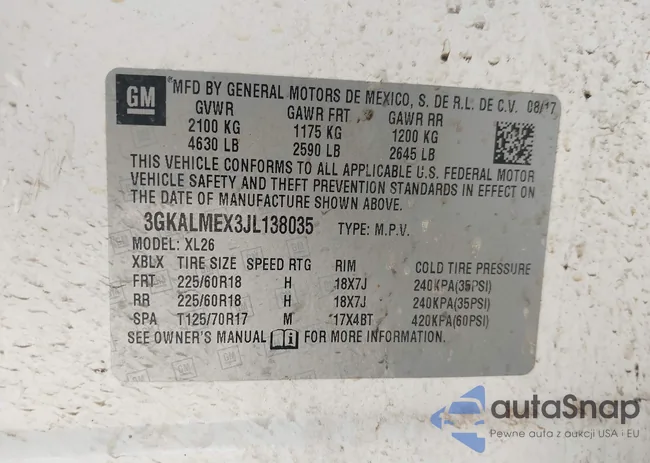 GM
MFD BY GENERAL MOTORS DE MEXICO, S. DE R.L. DE C.V. 08/17
GVWR GAWR FRT GAWR RR
2100 KG 1175 KG 1200 KG
4630 LB 2590 LB 2645 LB
THIS VEHICLE CONFORMS TO ALL APPLICABLE U.S. FEDERAL MOTOR
VEHICLE SAFETY AND THEFT PREVENTION STANDARDS IN EFFECT ON
THE DATE OF MANUFACTURE SHOWN ABOVE.
3GKALMEX3JL138035 TYPE: M.P.V.
MODEL: XL26
XBLX TIRE SIZE SPEED RTG RIM COLD TIRE PRESSURE
FRT 225/60R18 H 18X7J 240KPA(35PSI)
RR 225/60R18 H 18X7J 240KPA(35PSI)
SPA T125/70R17 M 17X4BT 420KPA(60PSI)
SEE OWNER'S MANUAL FOR MORE INFORMATION.
autaSnap
Pewne auta z aukcji USA i EU